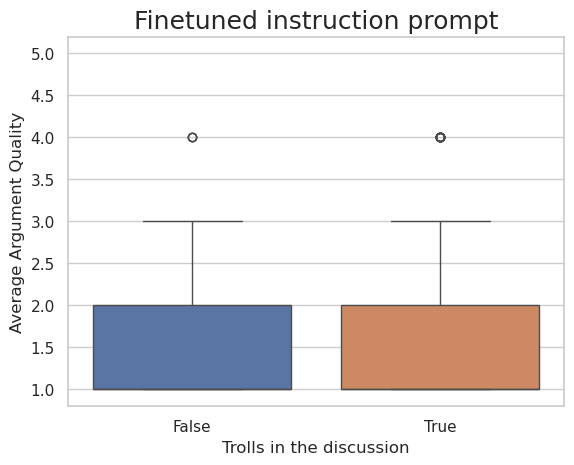 Finetuned instruction prompt
Average Argument Quality
5.0
4.5
4.0
3.5
3.0
2.5
2.0
1.5
1.0
False
True
Trolls in the discussion